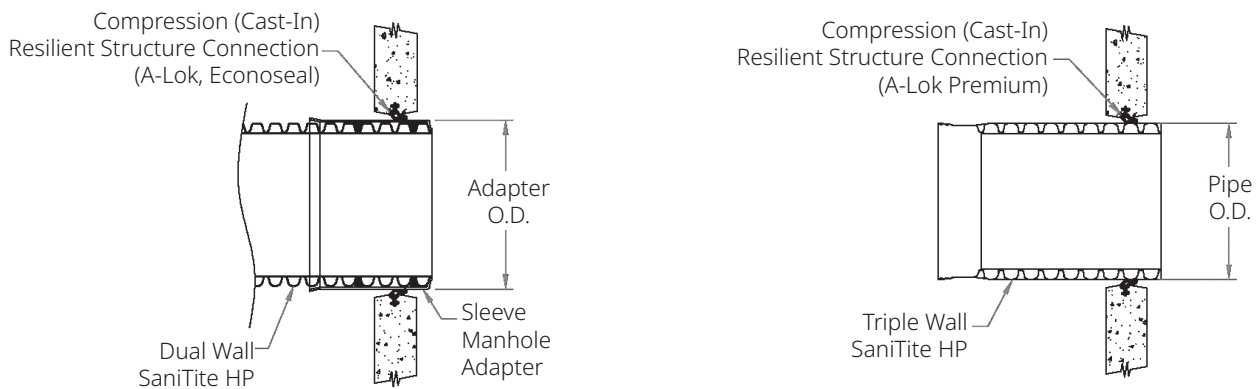 Compression (Cast-In)
Resilient Structure Connection
(A-Lok, Econoseal)
Adapter
O.D.
Sleeve
Manhole
Adapter
Dual Wall
SaniTite HP
Compression (Cast-In)
Resilient Structure Connection
(A-Lok Premium)
Pipe
O.D.
Triple Wall
SaniTite HP